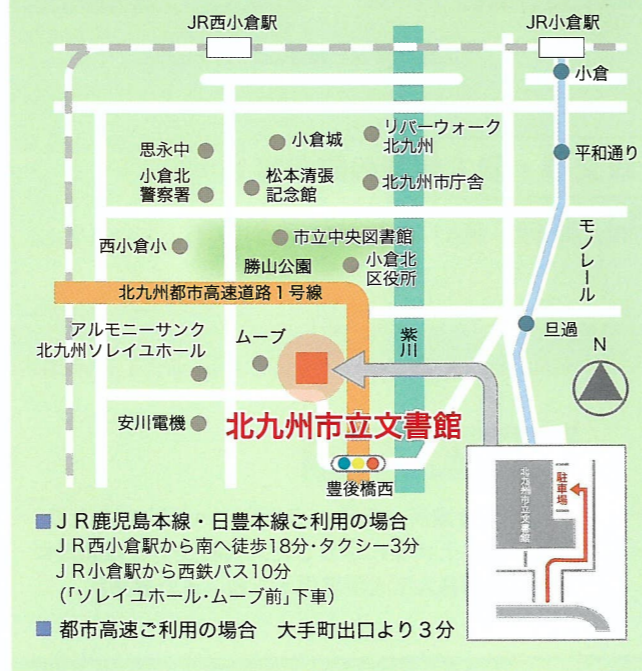 JR西小倉駅
JR小倉駅
小倉
リバーウォーク
北九州
小倉城
思永中
平和通り
小倉北
警察署
松本清張
記念館
北九州市庁舎
モノレール
市立中央図書館
西小倉小
勝山公園
小倉北
区役所
北九州都市高速道路1号線
アルモニーサンク
北九州ソレイユホール
ムーブ
紫川
旦過
N
安川電機
北九州市立文書館
豊後橋西
北九州市立文書館
駐車場
■JR鹿児島本線・日豊本線ご利用の場合
JR西小倉駅から南へ徒歩18分・タクシー3分
JR小倉駅から西鉄バス10分
(「ソレイユホール・ムーブ前」下車)
■都市高速ご利用の場合 大手町出口より3分